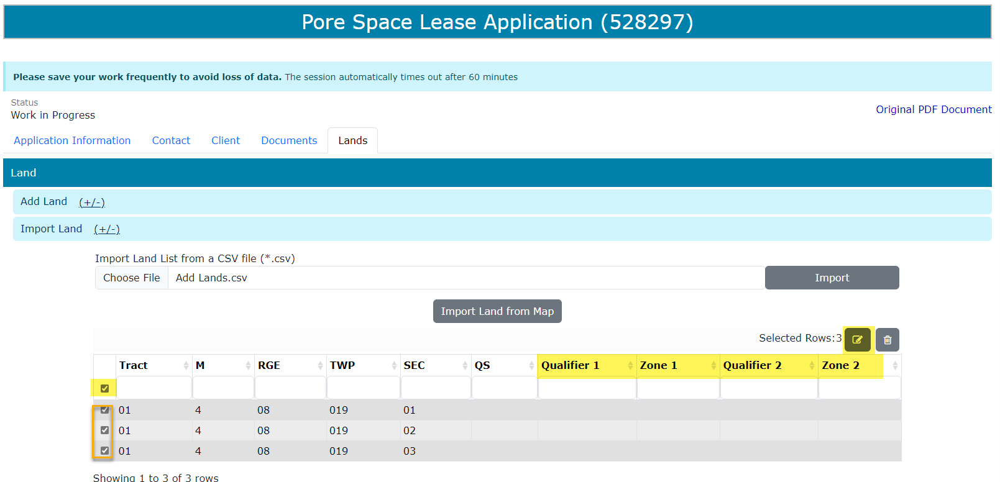 Pore Space Lease Application (528297)
Please save your work frequently to avoid loss of data. The session automatically times out after 60 minutes
Status
Work in Progress
Original PDF Document
Application Information Contact Client Documents Lands
Land
Add Land (+/-)
Import Land (+/-)
Import Land List from a CSV file (*.csv)
Choose File Add Lands.csv Import
Import Land from Map
Selected Rows:3
Tract M RGE TWP SEC QS Qualifier 1 Zone 1 Qualifier 2 Zone 2
01 4 08 019 01
01 4 08 019 02
01 4 08 019 03
Showing 1 to 3 of 3 rows